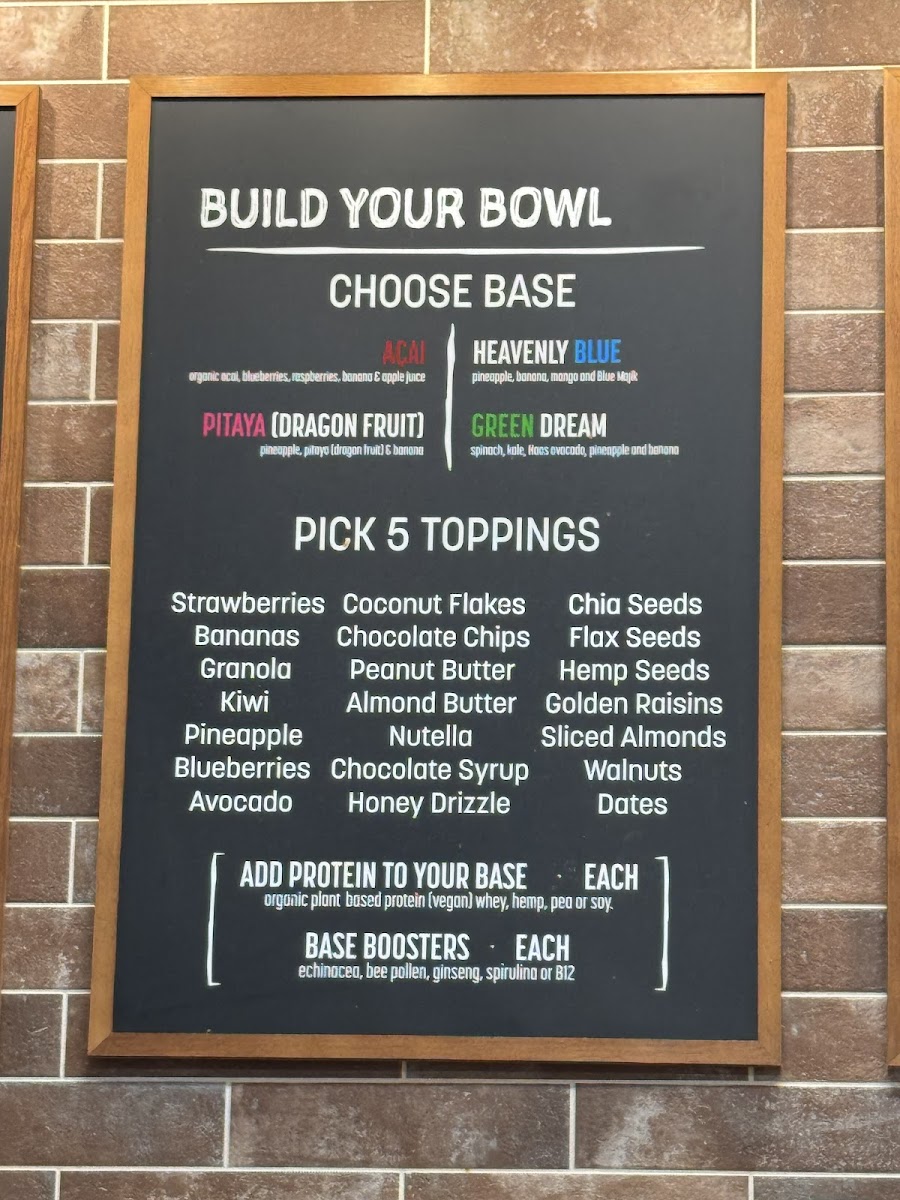 BUILD YOUR BOWL
CHOOSE BASE
AÇAI
organic acai, blueberries, raspberries, banana & apple juice
PITAYA (DRAGON FRUIT)
pineapple, pitaya (dragon fruit) & banana
HEAVENLY BLUE
pineapple, banana, mango and Blue Majik
GREEN DREAM
spinach, kale, Haas avocado, pineapple and banana
PICK 5 TOPPINGS
Strawberries
Bananas
Granola
Kiwi
Pineapple
Blueberries
Avocado
Coconut Flakes
Chocolate Chips
Peanut Butter
Almond Butter
Nutella
Chocolate Syrup
Honey Drizzle
Chia Seeds
Flax Seeds
Hemp Seeds
Golden Raisins
Sliced Almonds
Walnuts
Dates
ADD PROTEIN TO YOUR BASE EACH
organic plant based protein (vegan) whey, hemp, pea or soy.
BASE BOOSTERS EACH
echinacea, bee pollen, ginseng, spirulina or B12